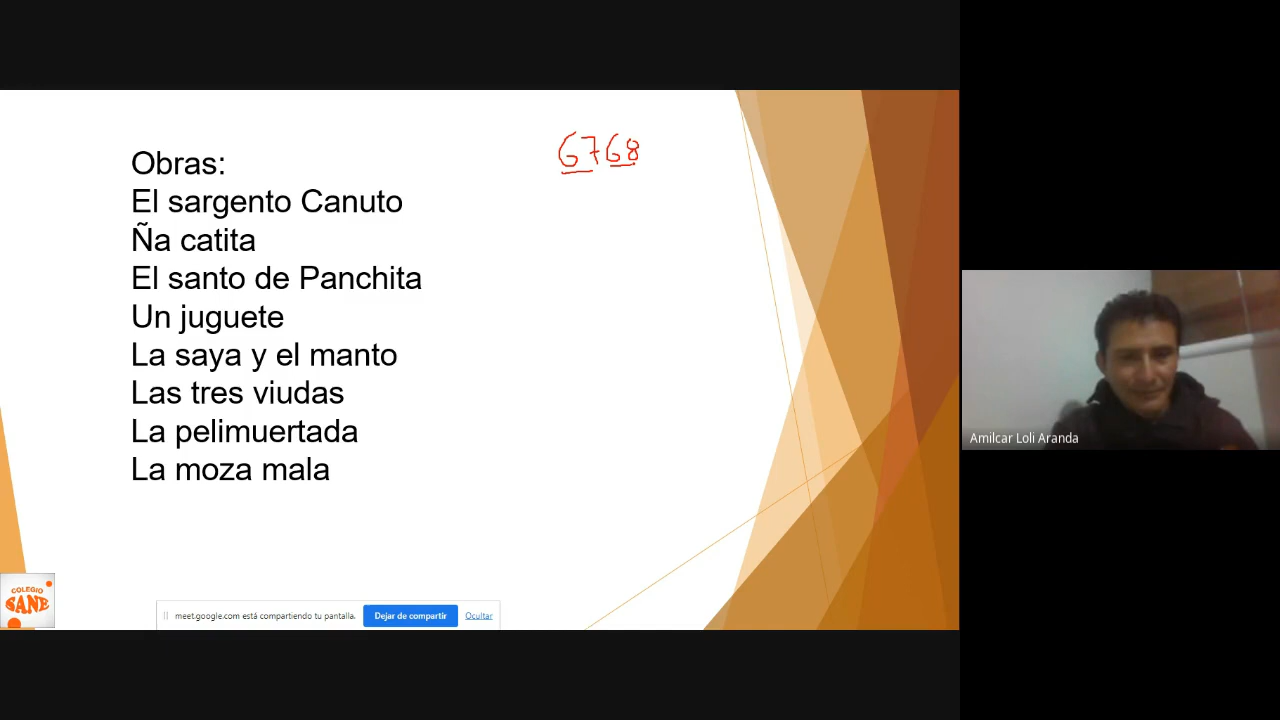 6768
Obras:
El sargento Canuto
Ña catita
El santo de Panchita
Un juguete
La saya y el manto
Las tres viudas
La pelimuertada
La moza mala
COLEGIO
SANE
meet.google.com está compartiendo tu pantalla.
Dejar de compartir
Ocultar
Amilcar Loli Aranda